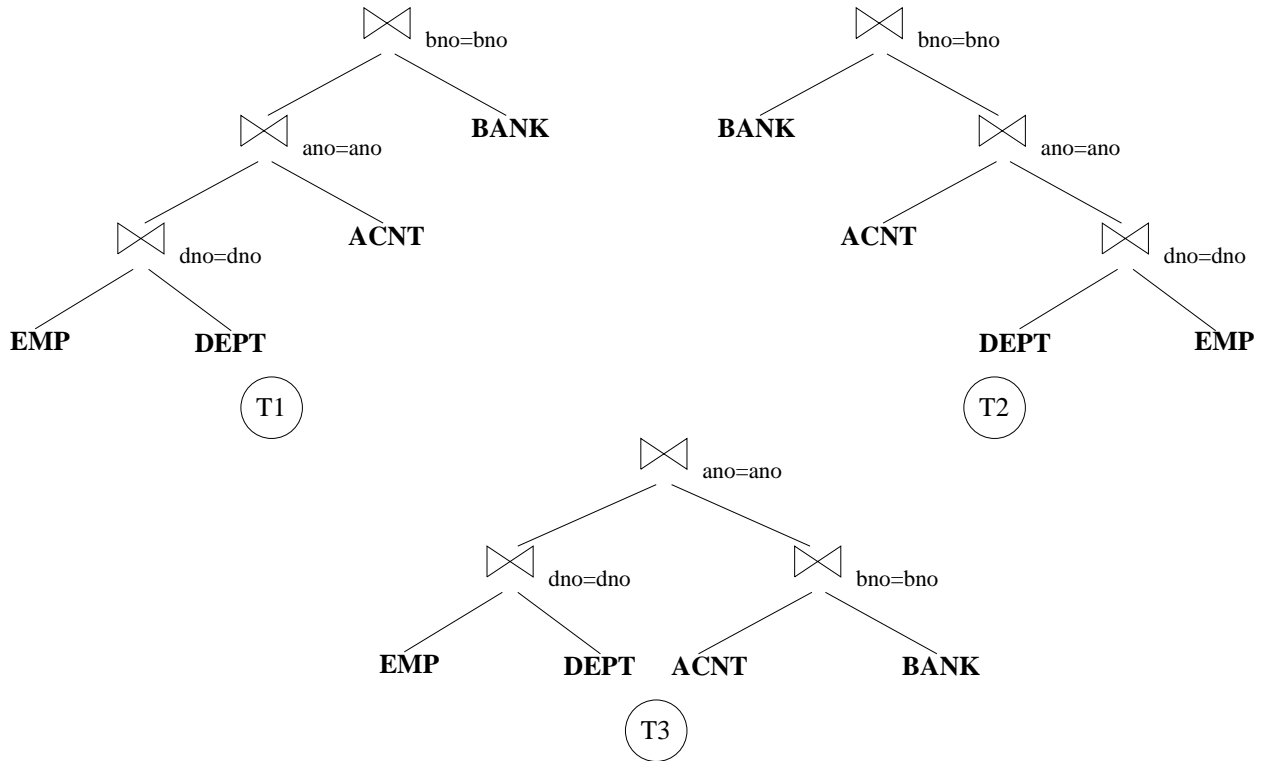 bno=bno
bno=bno
BANK
BANK
ano=ano
ano=ano
ACNT
ACNT
dno=dno
dno=dno
EMP
DEPT
DEPT
EMP
T1
T2
ano=ano
dno=dno
bno=bno
EMP
DEPT
ACNT
BANK
T3